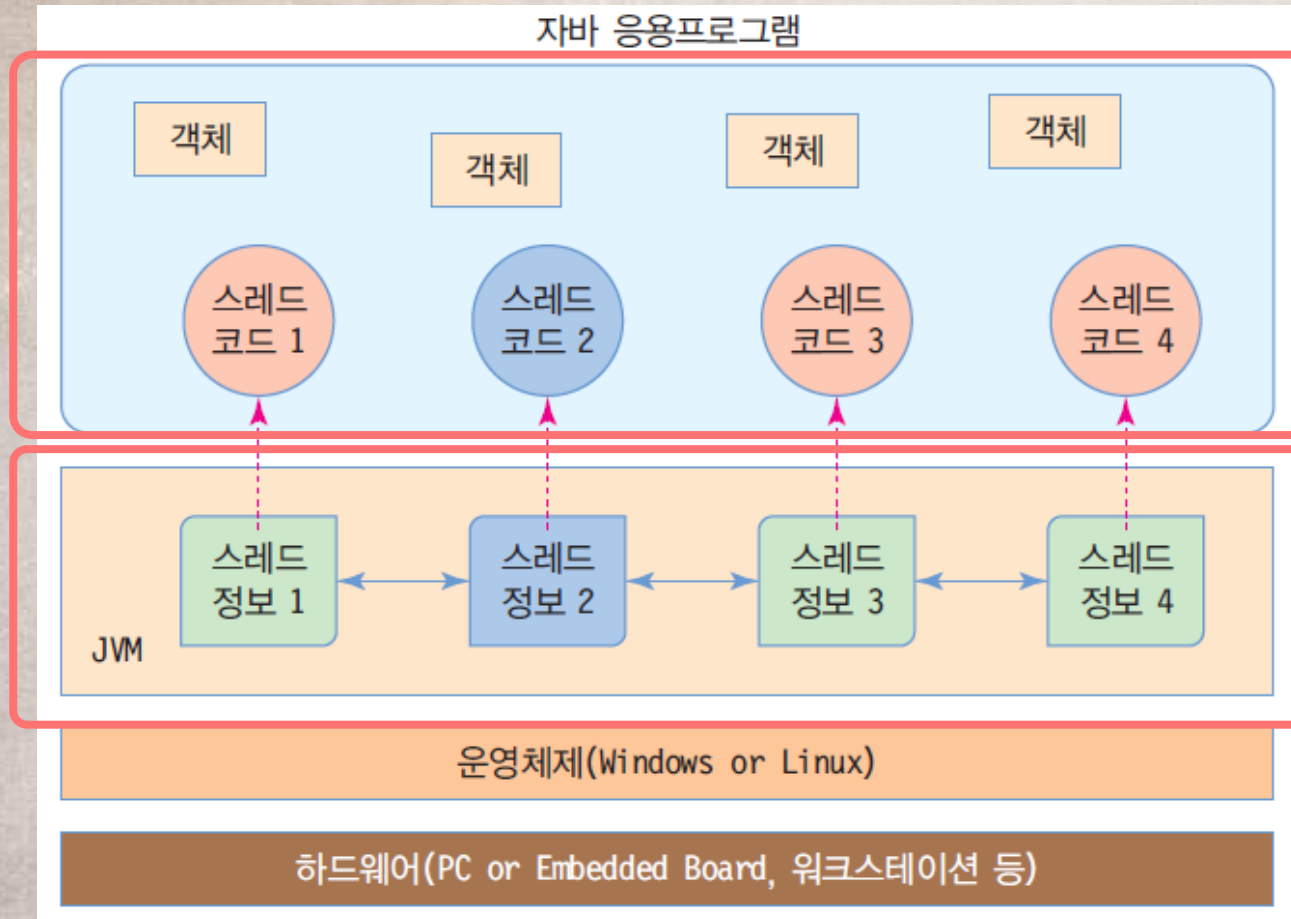 자바 응용프로그램
객체
객체
객체
객체
스레드
코드 1
스레드
코드 2
스레드
코드 3
스레드
코드 4
스레드
정보 1
스레드
정보 2
스레드
정보 3
스레드
정보 4
JVM
운영체제(Windows or Linux)
하드웨어(PC or Embedded Board, 워크스테이션 등)